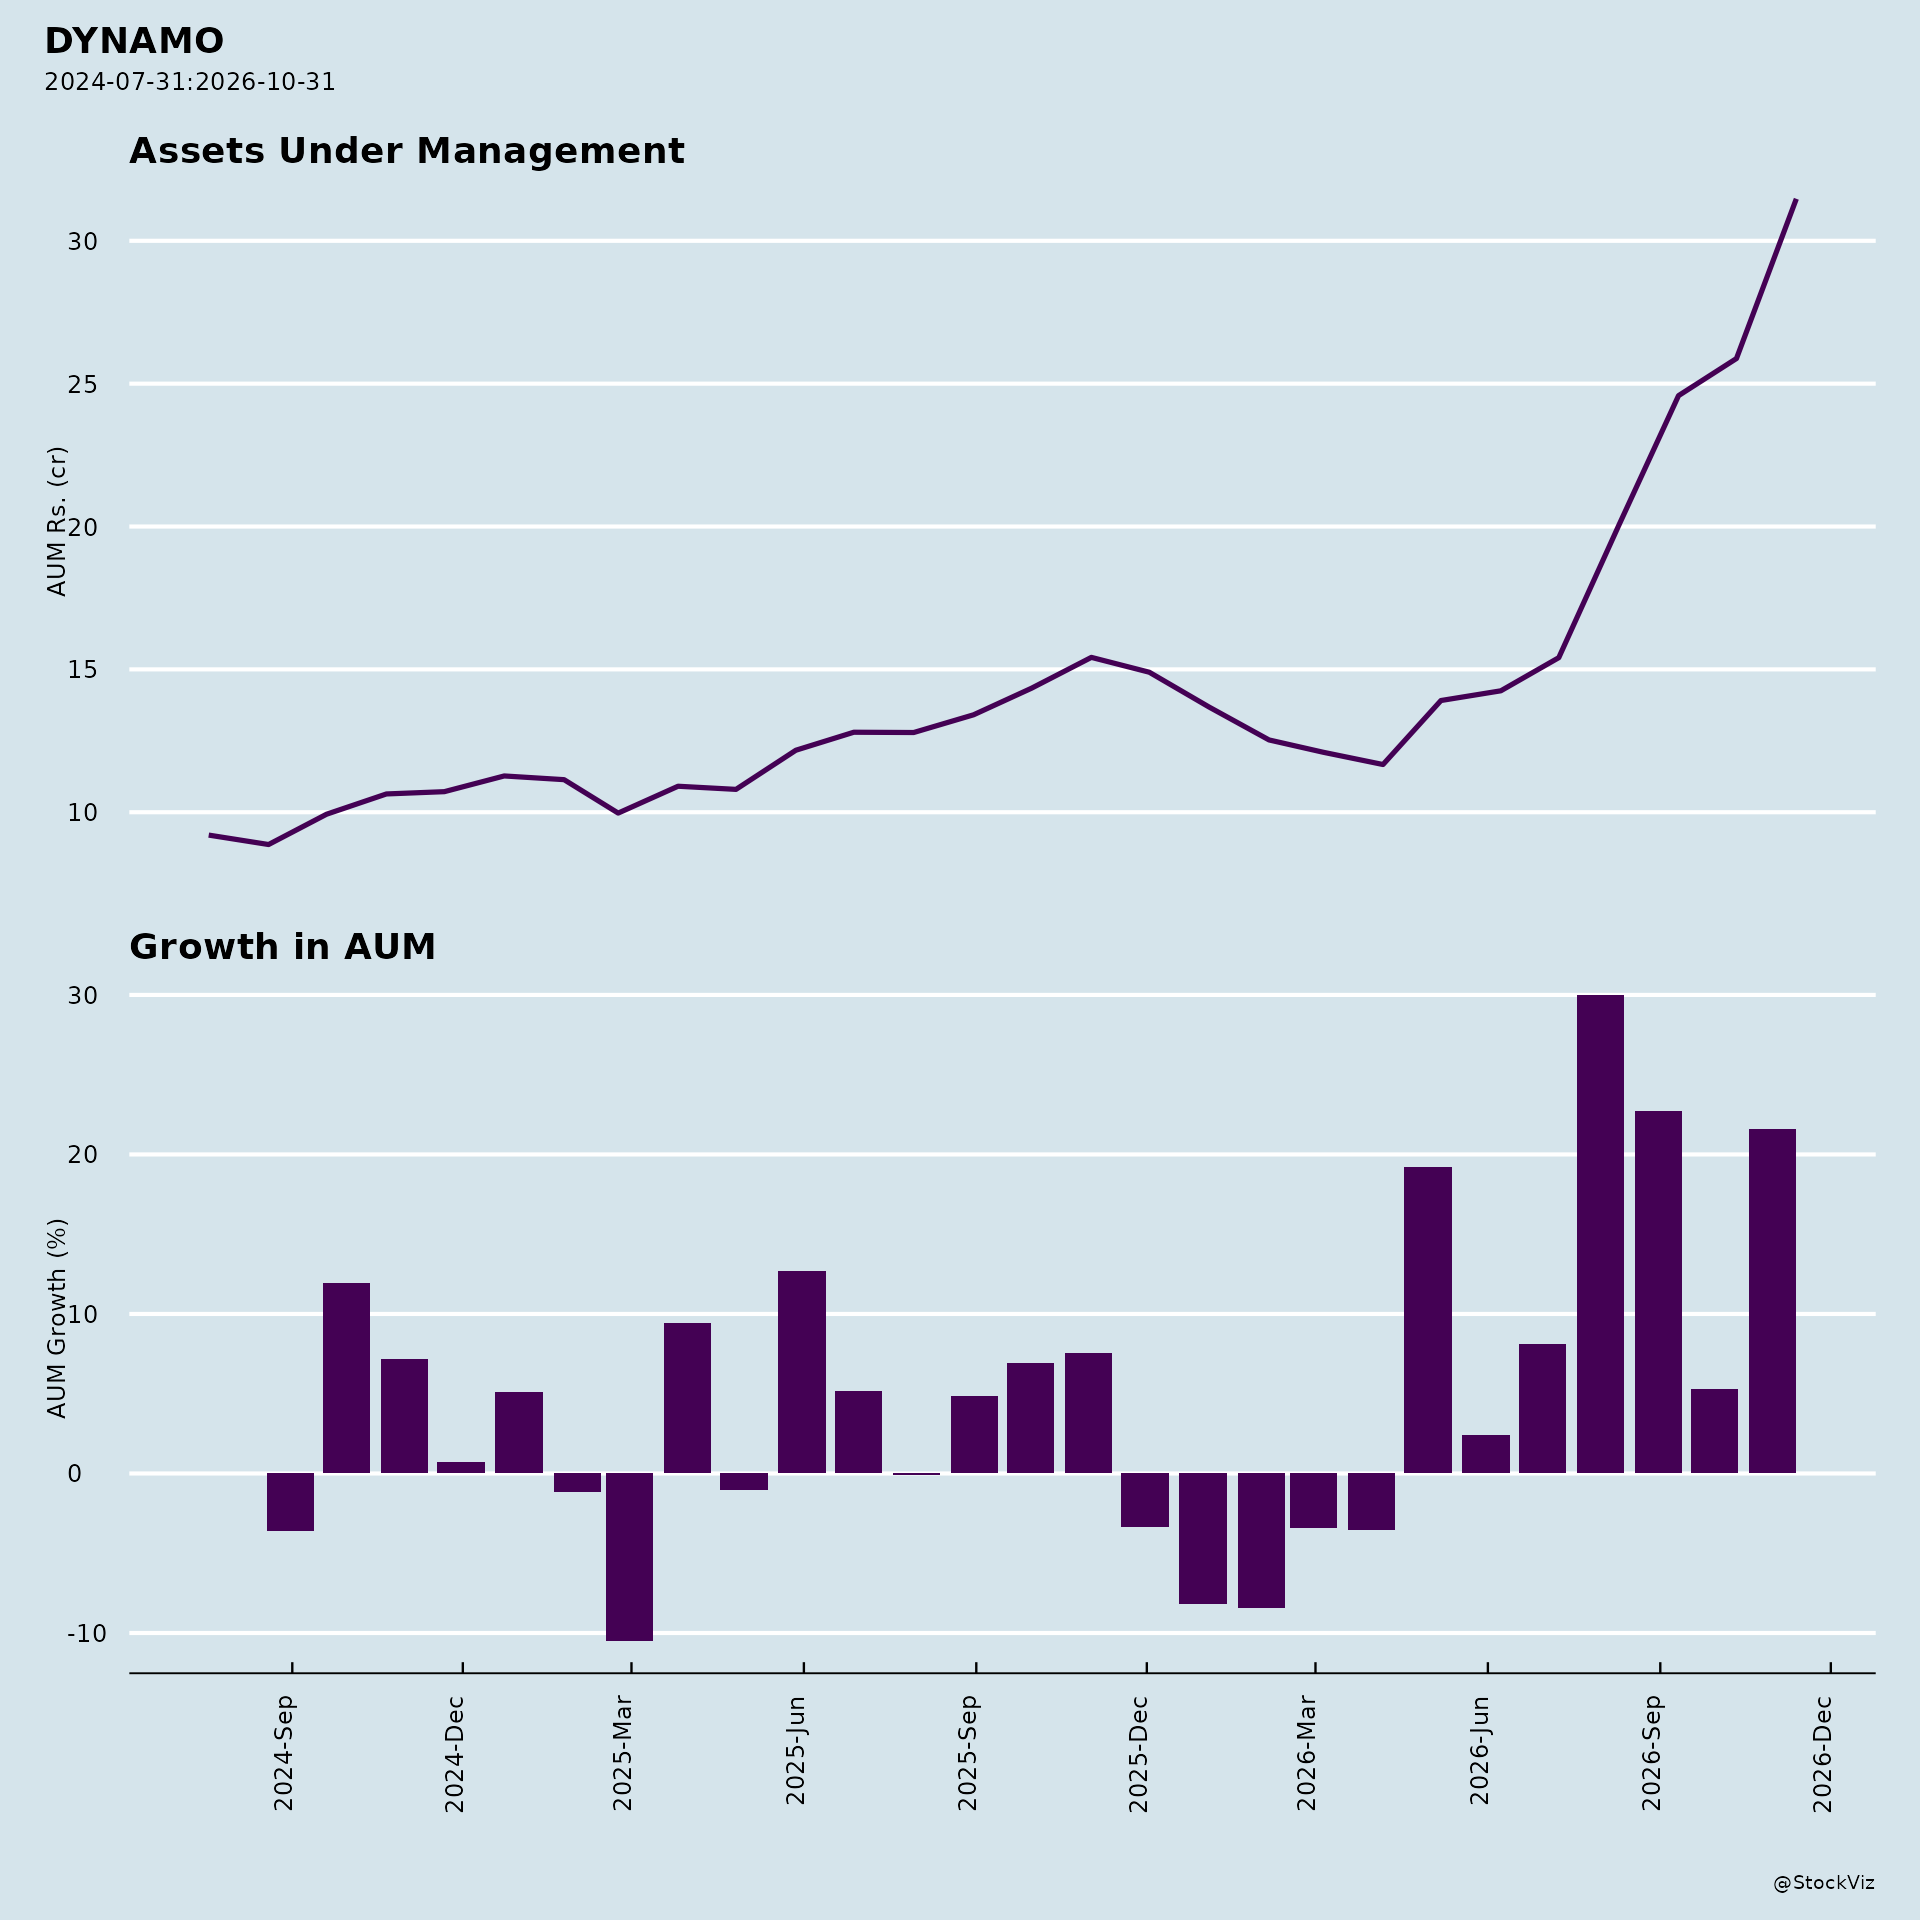 DYNAMO
2024-07-31:2026-10-31
Assets Under Management
AUM Rs. (cr)
30
25
20
15
10
Growth in AUM
AUM Growth (%)
30
20
10
0
-10
2024-Sep
2024-Dec
2025-Mar
2025-Jun
2025-Sep
2025-Dec
2026-Mar
2026-Jun
2026-Sep
2026-Dec
@StockViz